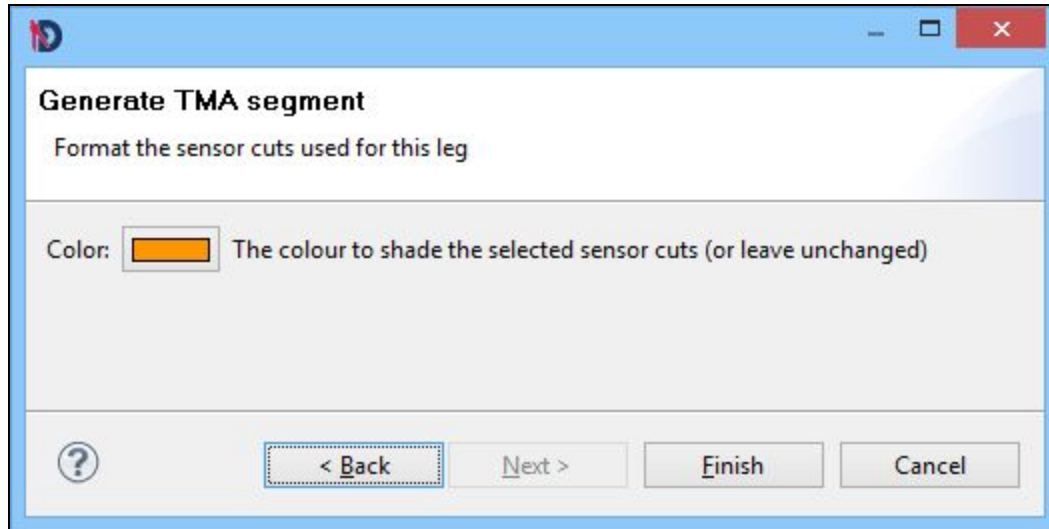 Generate TMA segment
Format the sensor cuts used for this leg
Color: The colour to shade the selected sensor cuts (or leave unchanged)
? < Back Next > Finish Cancel